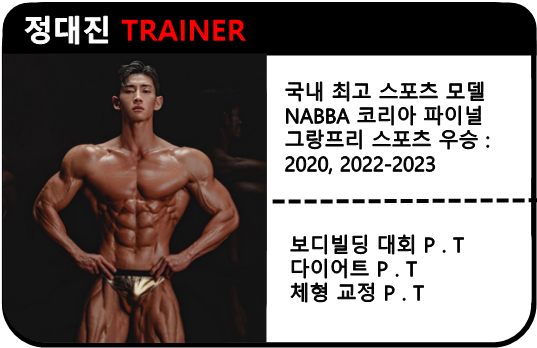 정대진 TRAINER
국내 최고 스포츠 모델
NABBA 코리아 파이널
그랑프리 스포츠 우승 :
2020, 2022-2023
보디빌딩 대회 P . T
다이어트 P . T
체형 교정 P . T